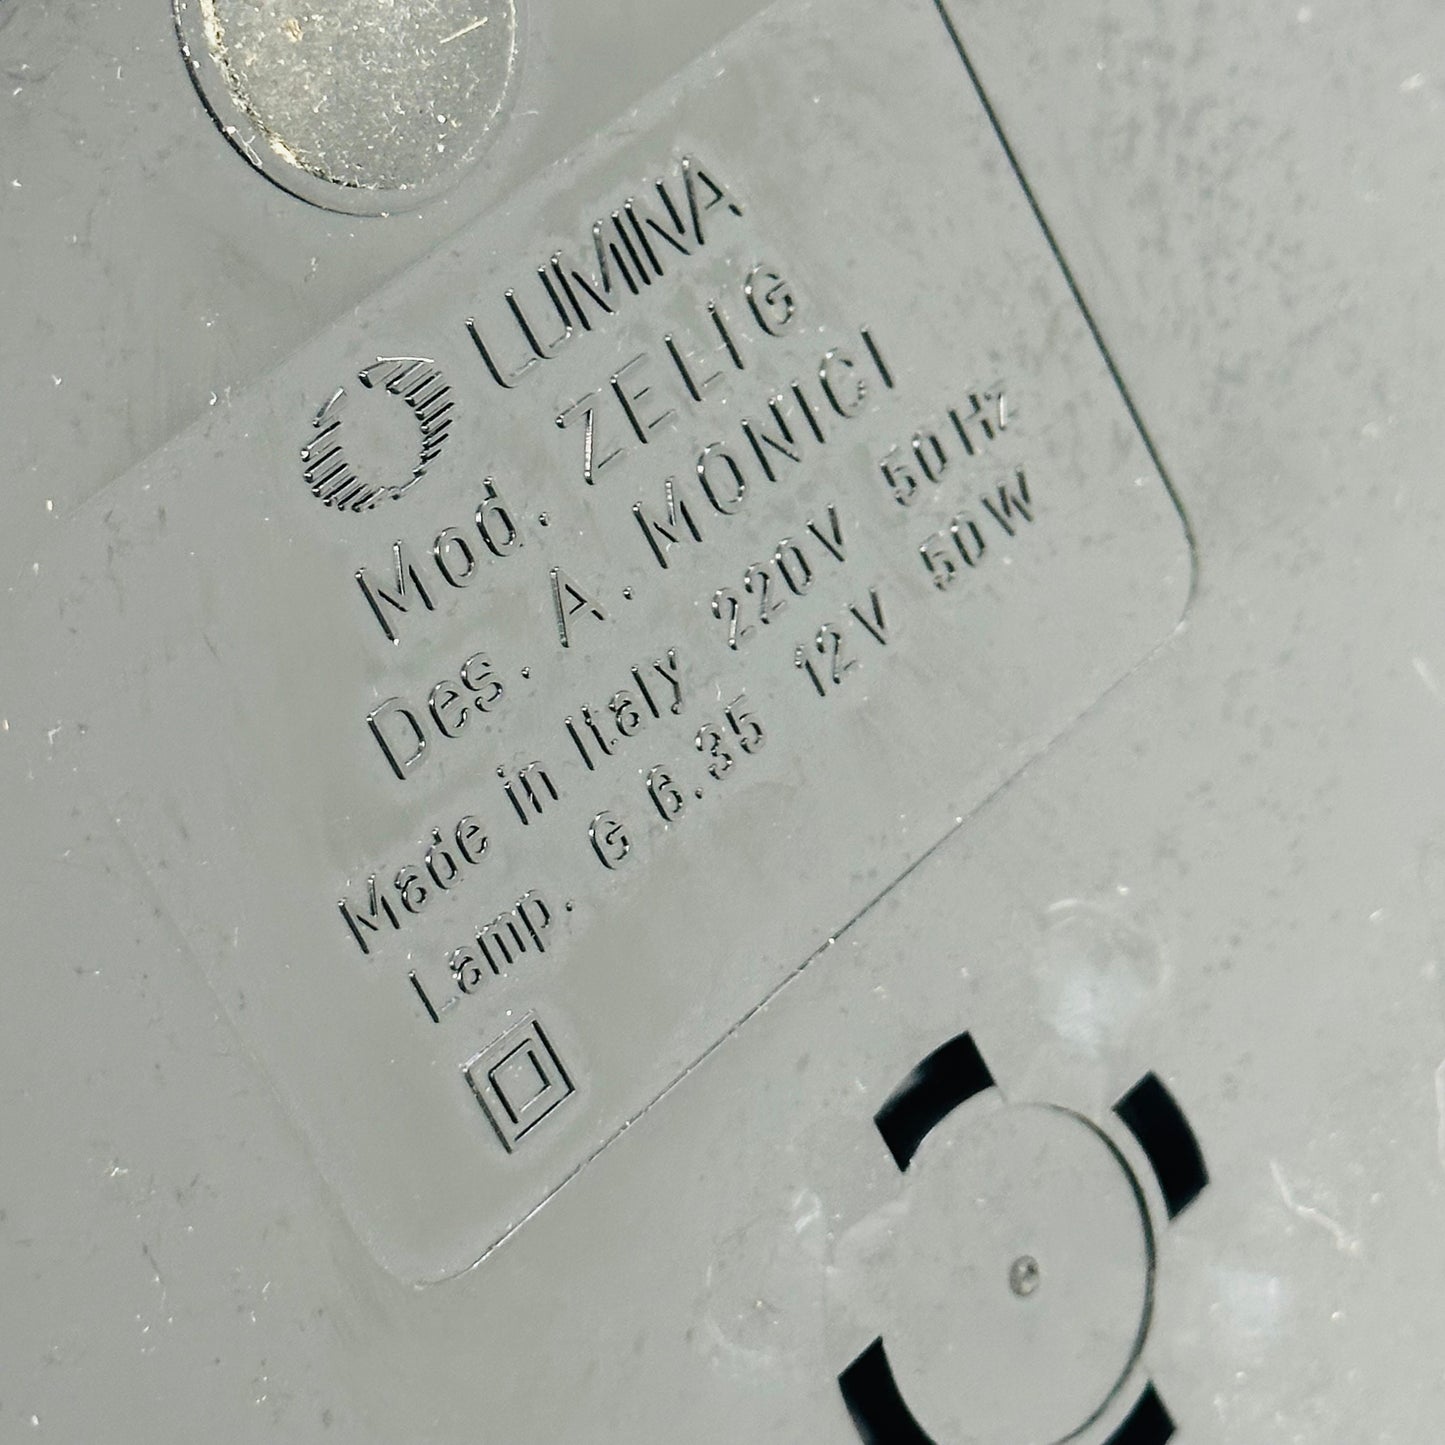 LUMINA
Mod. ZELIG
Des. A. MONICI
Made in Italy 220V 50Hz
Lamp. G 6.35 12V 50W